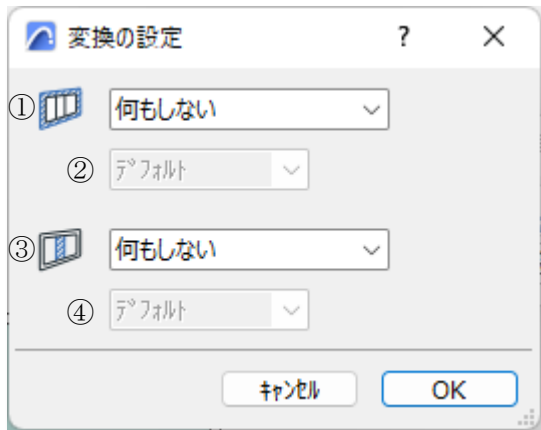 変換の設定 ?
① 何もしない
② ﾃﾞﾌｫﾙﾄ
③ 何もしない
④ ﾃﾞﾌｫﾙﾄ
ｷｬﾝｾﾙ OK